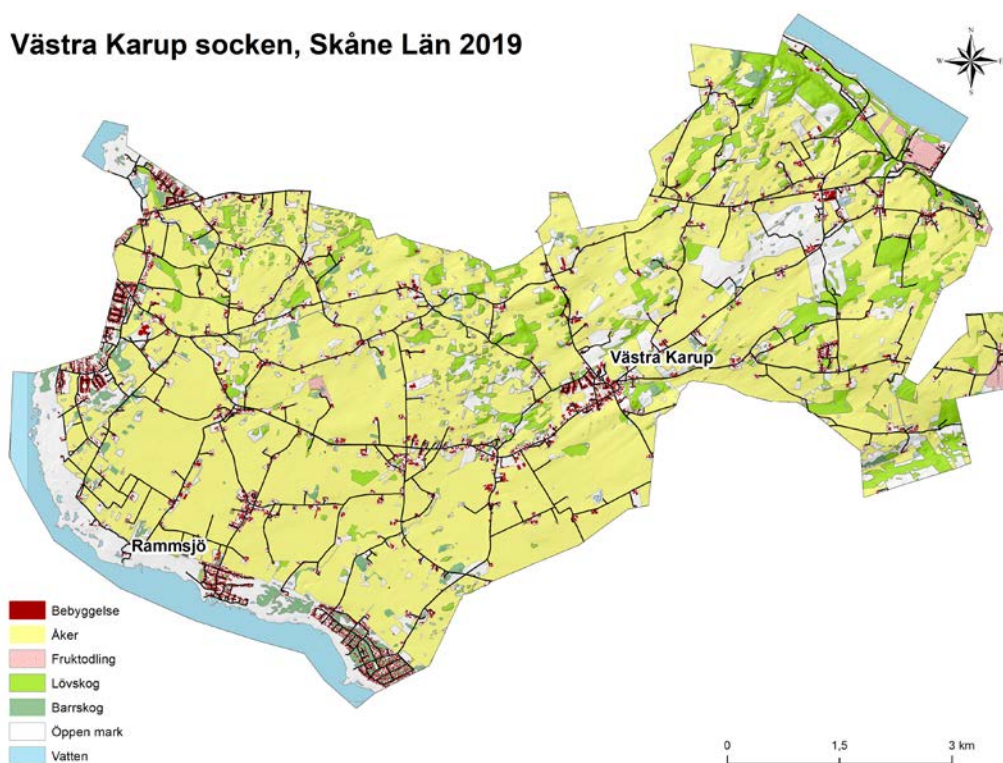 Västra Karup socken, Skåne Län 2019
N
W E
S
Västra Karup
Rammsjö
Bebyggelse
Åker
Fruktodling
Lövskog
Barrskog
Öppen mark
Vatten
0 1,5 3 km